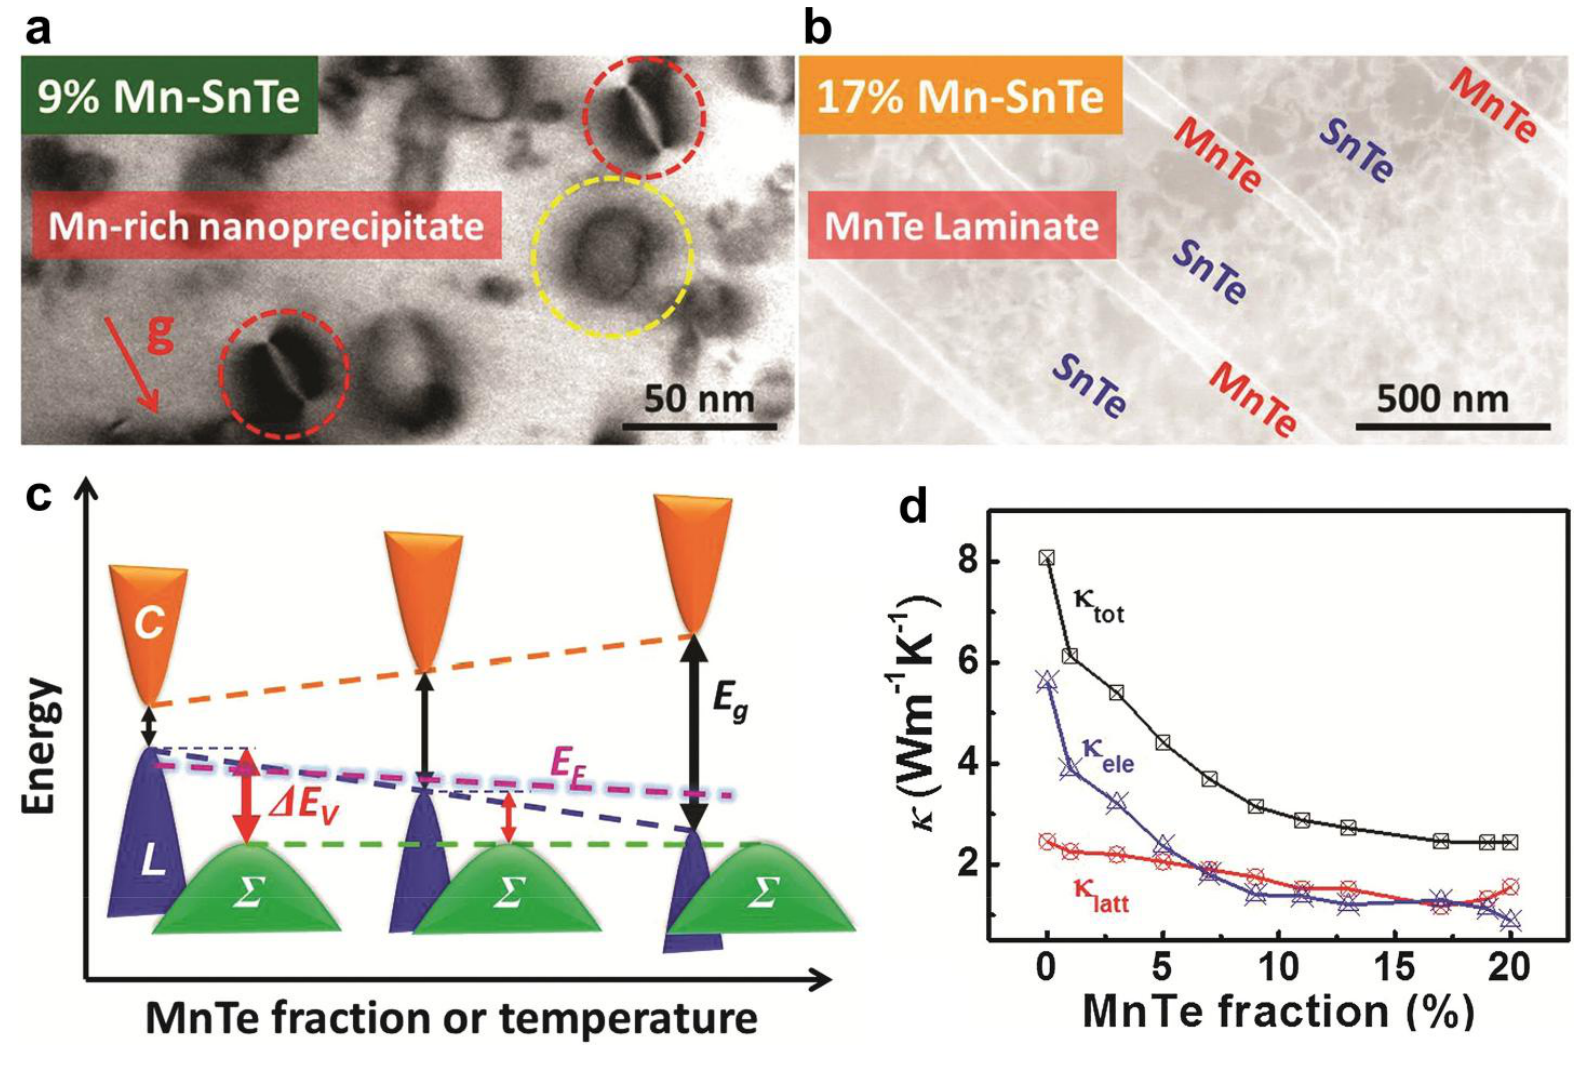 a
9% Mn-SnTe
Mn-rich nanoprecipitate
g
50 nm
b
17% Mn-SnTe
MnTe
SnTe
MnTe
MnTe Laminate
SnTe
SnTe
MnTe
500 nm
c
Energy
C
L
ΔE_V
Σ
Σ
Σ
E_F
E_g
MnTe fraction or temperature
d
κ (Wm⁻¹K⁻¹)
8
6
4
2
κ_tot
κ_ele
κ_latt
0 5 10 15 20
MnTe fraction (%)